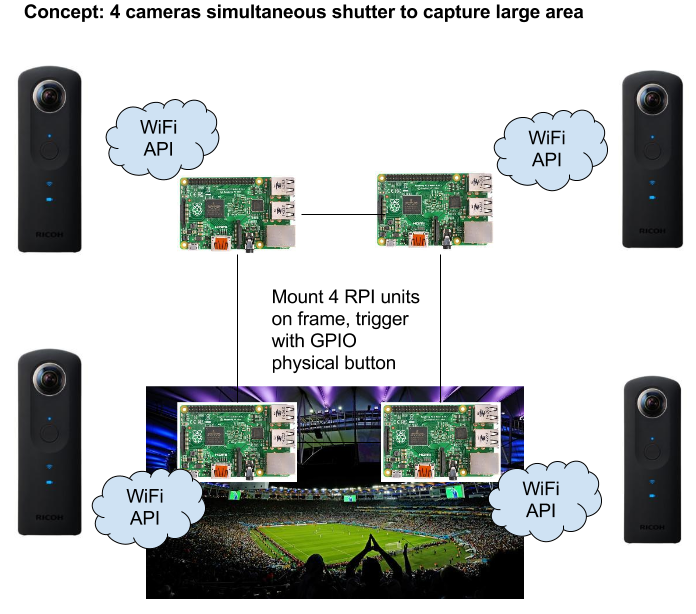 Concept: 4 cameras simultaneous shutter to capture large area
WiFi
API
WiFi
API
RICOH
RICOH
Mount 4 RPI units
on frame, trigger
with GPIO
physical button
WiFi
API
WiFi
API
RICOH
RICOH